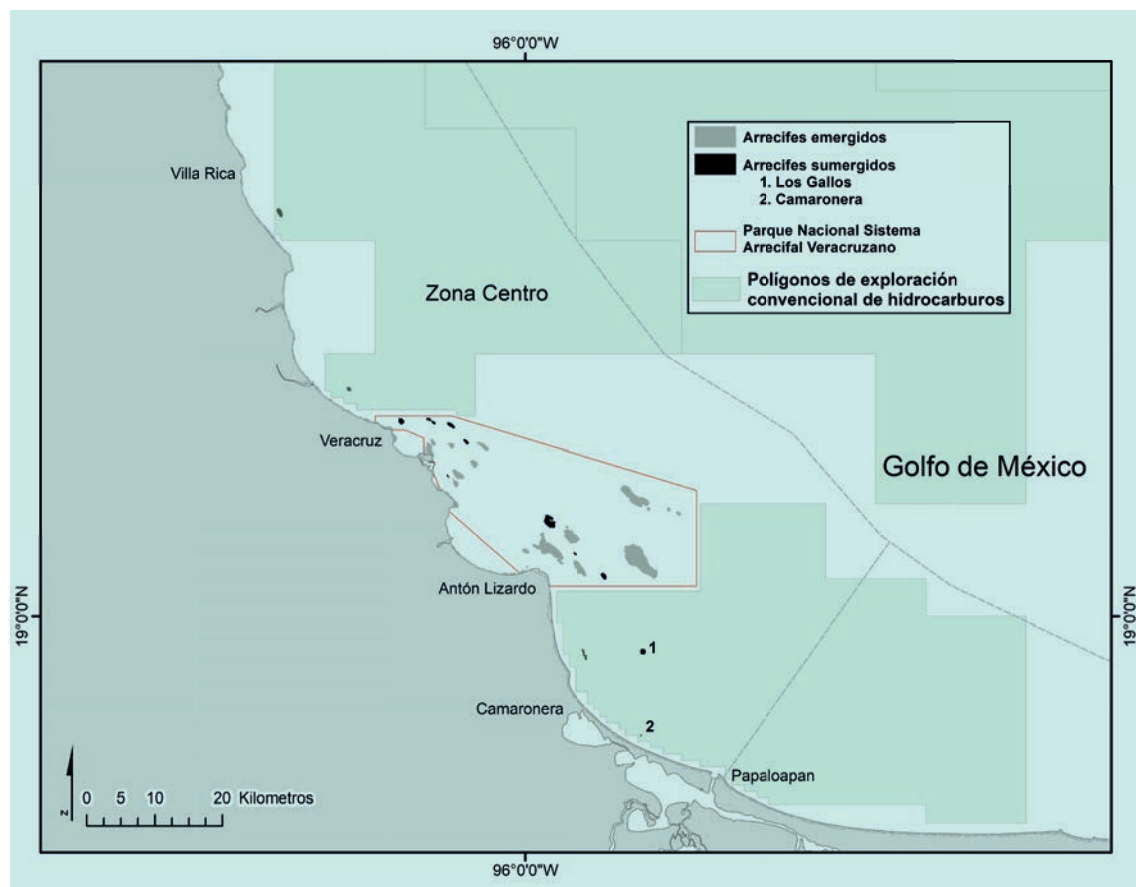 96°0'0"W
Arrecifes emergidos
Arrecifes sumergidos
1. Los Gallos
2. Camaronera
Parque Nacional Sistema
Arrecifal Veracruzano
Polígonos de exploración
convencional de hidrocarburos
Villa Rica
Zona Centro
Veracruz
Golfo de México
Antón Lizardo
19°0'0"N
19°0'0"N
1
Camaronera
2
Papaloapan
z
0 5 10 20 Kilometros
96°0'0"W